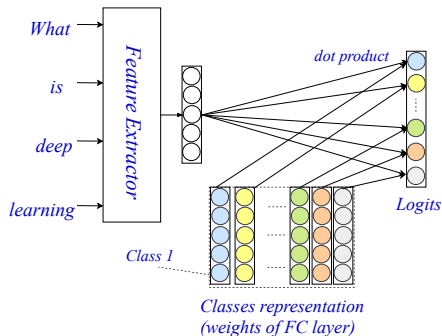 What
is
deep
learning
Feature Extractor
dot product
Logits
Class 1
Classes representation
(weights of FC layer)